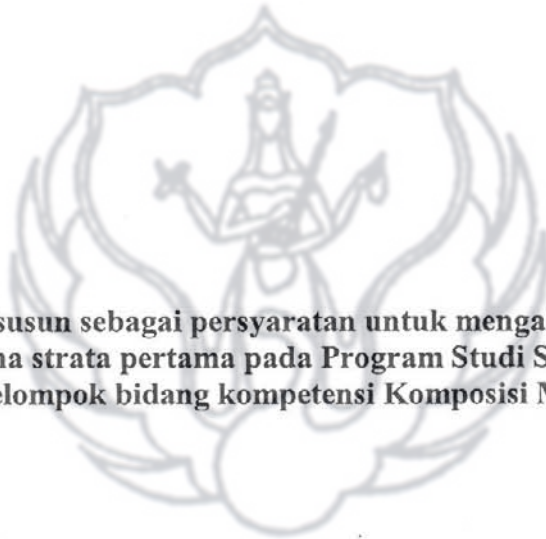 susun sebagai persyaratan untuk menga
na strata pertama pada Program Studi S
elompok bidang kompetensi Komposisi M